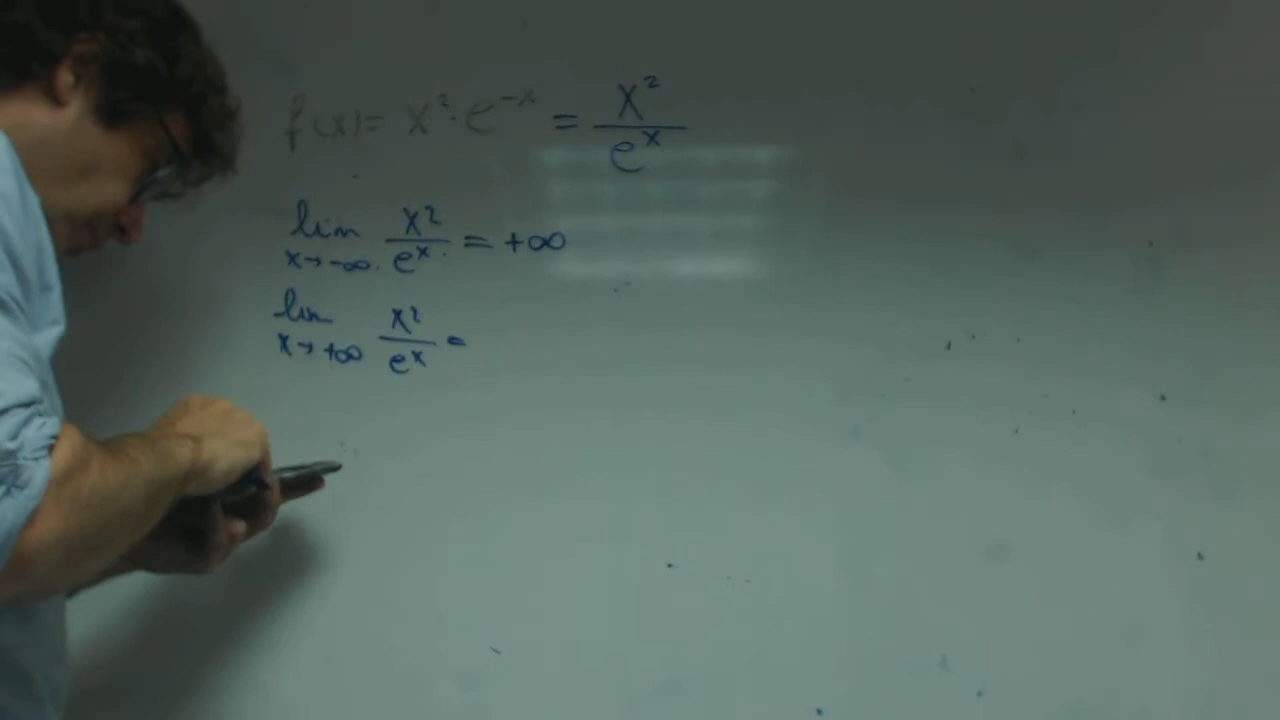 f(x) = x²·e⁻ˣ = x²/eˣ
lim x→-∞ x²/eˣ = +∞
lim x→+∞ x²/eˣ =